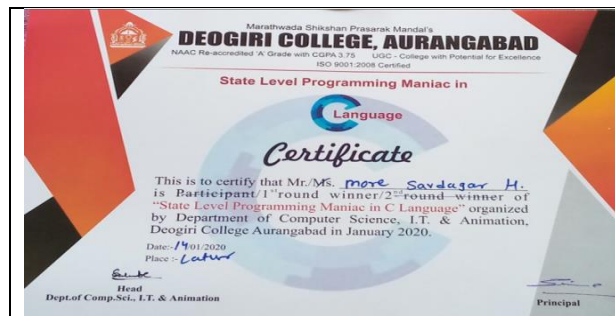 Marathwada Shikshan Prasarak Mandal's
DEOGIRI COLLEGE, AURANGABAD
NAAC Re-accredited 'A' Grade with CGPA 3.75 UGC - College with Potential for Excellence
ISO 9001:2008 Certified
State Level Programming Maniac in
C Language
Certificate
This is to certify that Mr./Ms. more Savdagar M.
is Participant/1st round winner/2nd round winner of
"State Level Programming Maniac in C Language" organized
by Department of Computer Science, I.T. & Animation,
Deogiri College Aurangabad in January 2020.
Date:-14/01/2020
Place :- Latur
Head
Dept.of Comp.Sci., I.T. & Animation
Principal